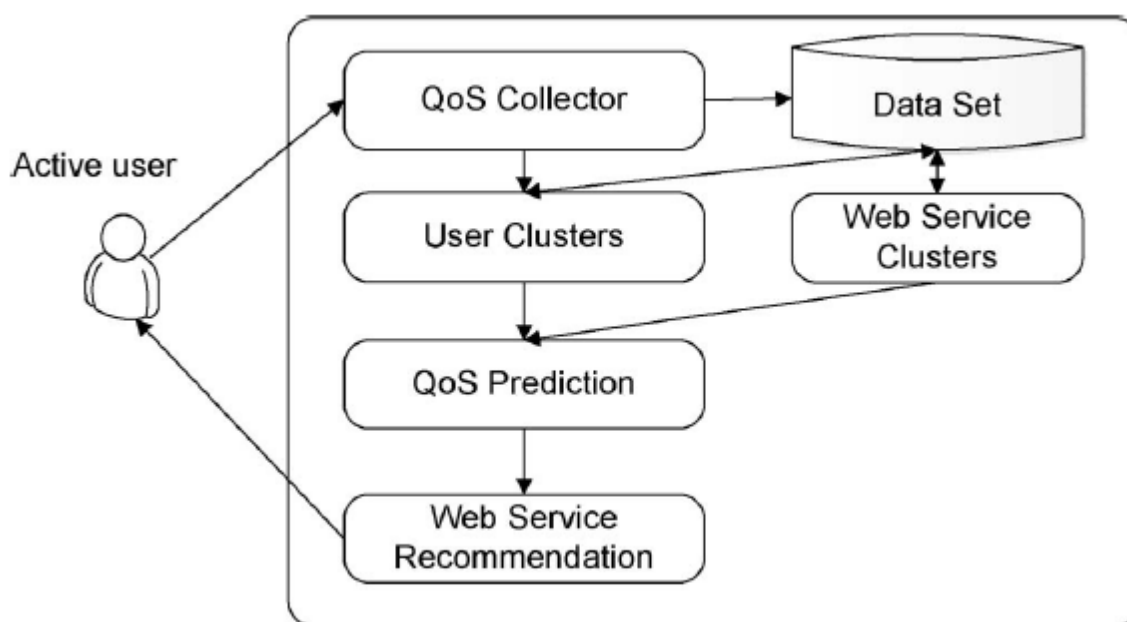 QoS Collector
Data Set
Active user
User Clusters
Web Service
Clusters
QoS Prediction
Web Service
Recommendation